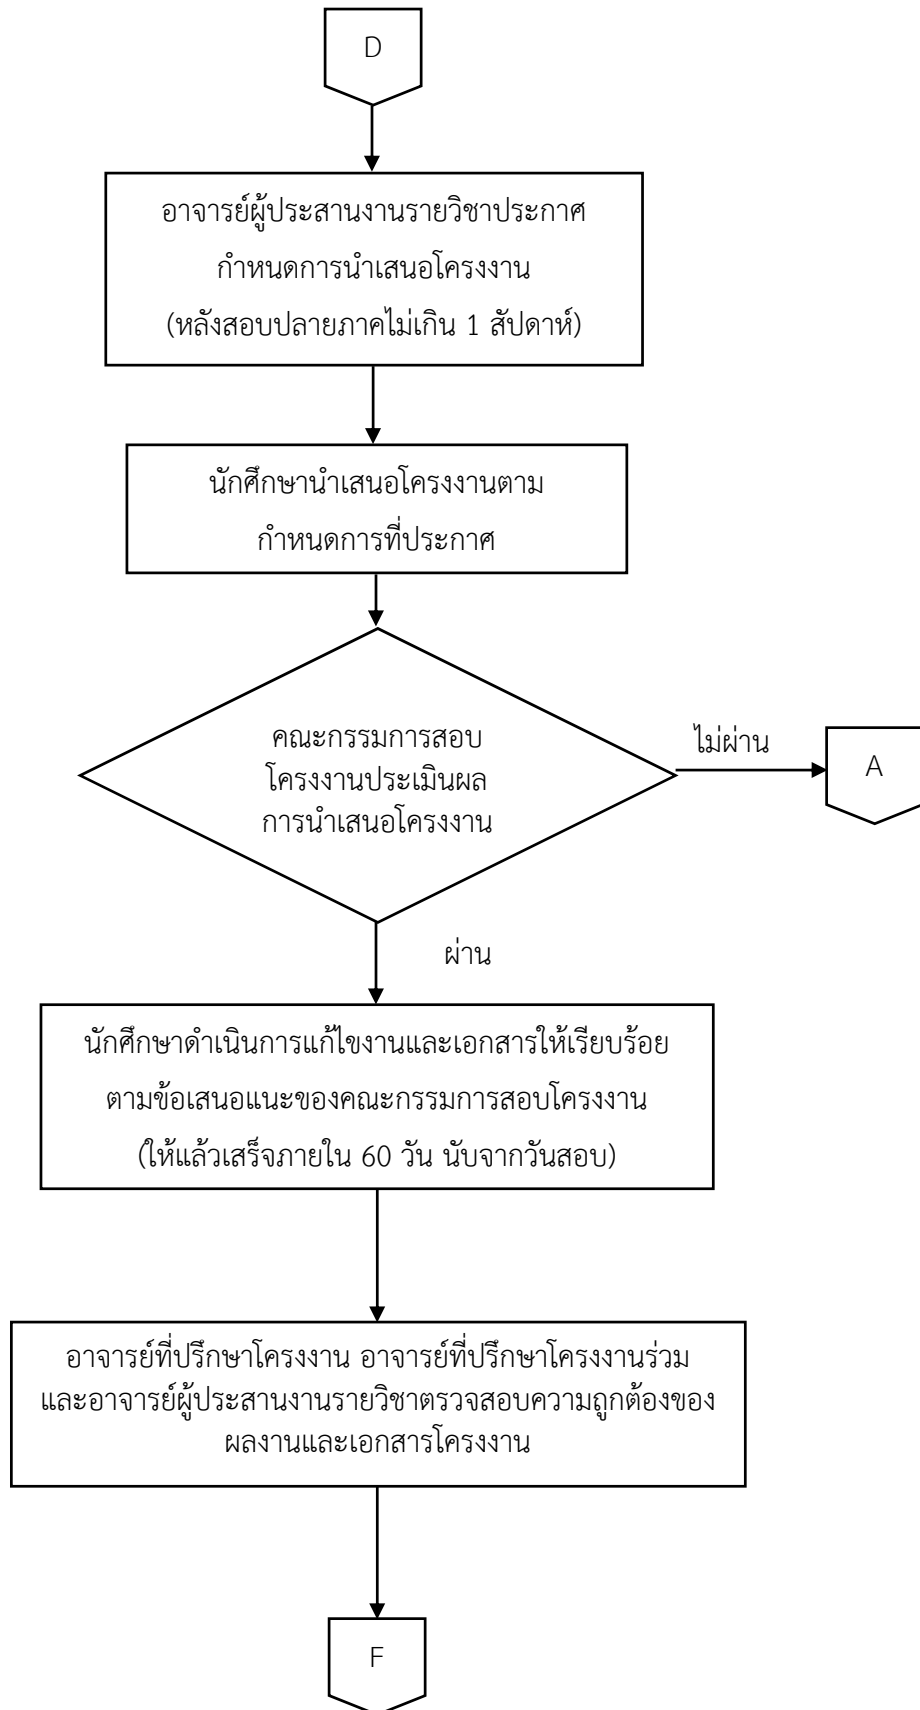 D
อาจารย์ผู้ประสานงานรายวิชาประกาศ
กำหนดการนำเสนอโครงงาน
(หลังสอบปลายภาคไม่เกิน 1 สัปดาห์)
นักศึกษานำเสนอโครงงานตาม
กำหนดการที่ประกาศ
คณะกรรมการสอบ
โครงงานประเมินผล
การนำเสนอโครงงาน
ไม่ผ่าน
A
ผ่าน
นักศึกษาดำเนินการแก้ไขงานและเอกสารให้เรียบร้อย
ตามข้อเสนอแนะของคณะกรรมการสอบโครงงาน
(ให้แล้วเสร็จภายใน 60 วัน นับจากวันสอบ)
อาจารย์ที่ปรึกษาโครงงาน อาจารย์ที่ปรึกษาโครงงานร่วม
และอาจารย์ผู้ประสานงานรายวิชาตรวจสอบความถูกต้องของ
ผลงานและเอกสารโครงงาน
F